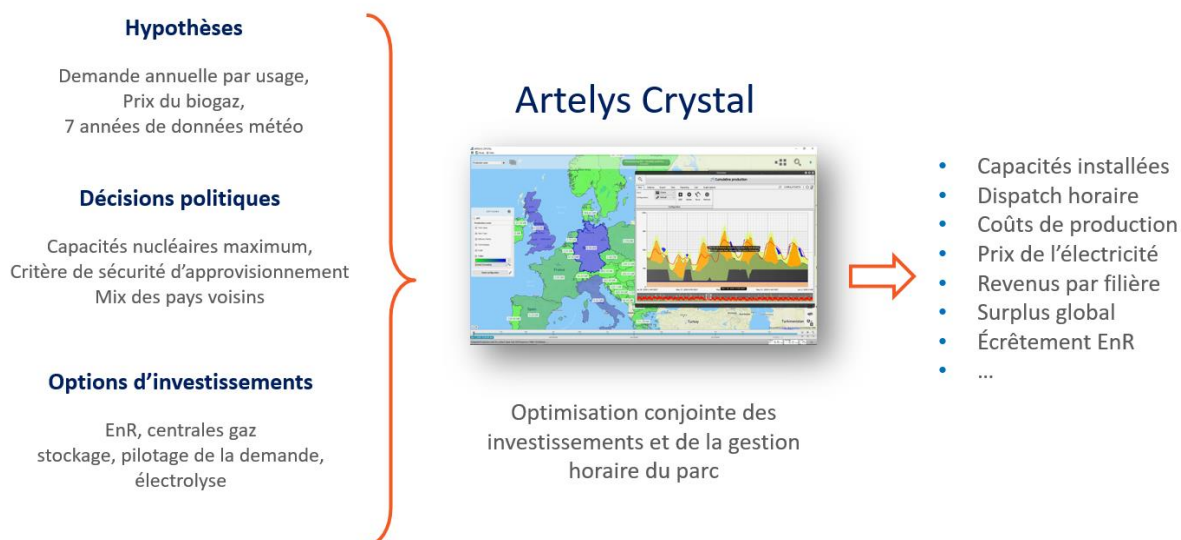 Hypothèses
Demande annuelle par usage,
Prix du biogaz,
7 années de données météo
Décisions politiques
Capacités nucléaires maximum,
Critère de sécurité d'approvisionnement
Mix des pays voisins
Options d'investissements
EnR, centrales gaz
stockage, pilotage de la demande,
électrolyse
Artelys Crystal
Optimisation conjointe des
investissements et de la gestion
horaire du parc
• Capacités installées
• Dispatch horaire
• Coûts de production
• Prix de l'électricité
• Revenus par filière
• Surplus global
• Écrêtement EnR
• ...